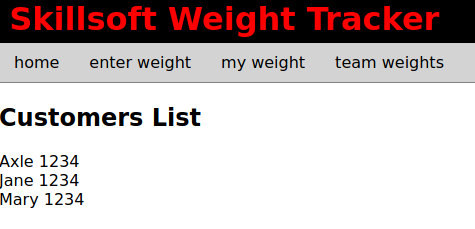 Skillsoft Weight Tracker
home enter weight my weight team weights
Customers List
Axle 1234
Jane 1234
Mary 1234